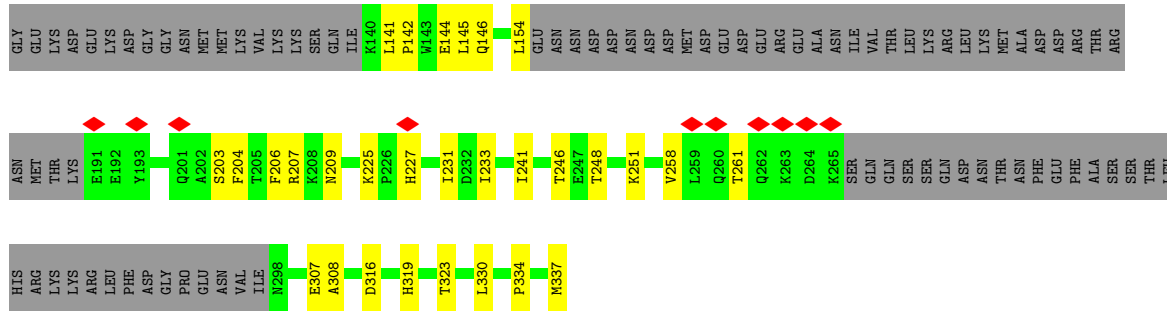 GLY GLU LYS ASP GLU LYS ASP GLY GLY ASN MET MET LYS VAL LYS LYS SER GLN ILE K140 L141 P142 W143 E144 L145 Q146 L154 GLU ASN ASN ASP ASP ASN ASP ASP MET ASP GLU ASP GLU ARG GLU ALA ASN ILE VAL THR LEU LYS ARG LEU LYS MET ALA ASP ASP ARG THR ARG
ASN MET THR LYS E191 E192 Y193 Q201 A202 S203 F204 T205 F206 R207 K208 N209 K225 P226 H227 I231 D232 I233 I241 T246 E247 T248 K251 V258 L259 Q260 T261 Q262 K263 D264 K265 SER GLN GLN SER SER GLN ASP ASN THR ASN PHE GLU PHE ALA SER SER THR LEU
HIS ARG LYS LYS ARG LEU PHE ASP GLY PRO GLU ASN VAL ILE N298 E307 A308 D316 H319 T323 L330 P334 M337